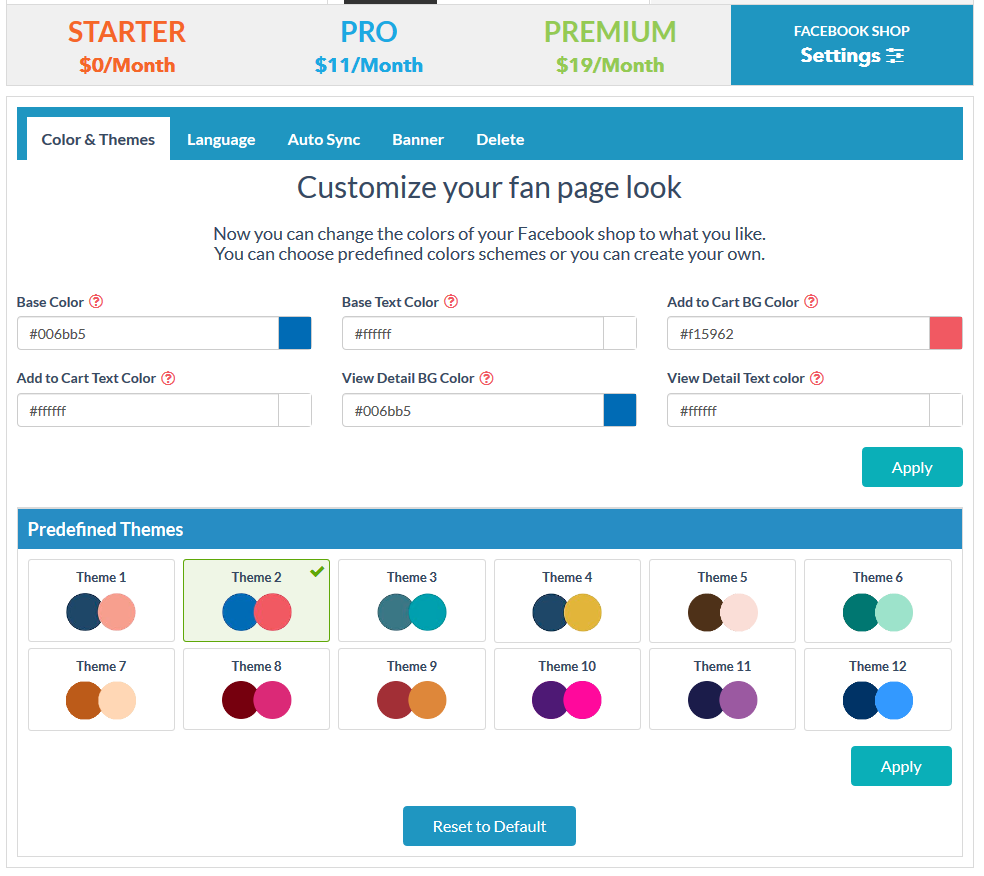 STARTER
$0/Month
PRO
$11/Month
PREMIUM
$19/Month
FACEBOOK SHOP
Settings
Color & Themes
Language
Auto Sync
Banner
Delete
Customize your fan page look
Now you can change the colors of your Facebook shop to what you like.
You can choose predefined colors schemes or you can create your own.
Base Color ?
#006bb5
Base Text Color ?
#ffffff
Add to Cart BG Color ?
#f15962
Add to Cart Text Color ?
#ffffff
View Detail BG Color ?
#006bb5
View Detail Text color ?
#ffffff
Apply
Predefined Themes
Theme 1
Theme 2
Theme 3
Theme 4
Theme 5
Theme 6
Theme 7
Theme 8
Theme 9
Theme 10
Theme 11
Theme 12
Apply
Reset to Default